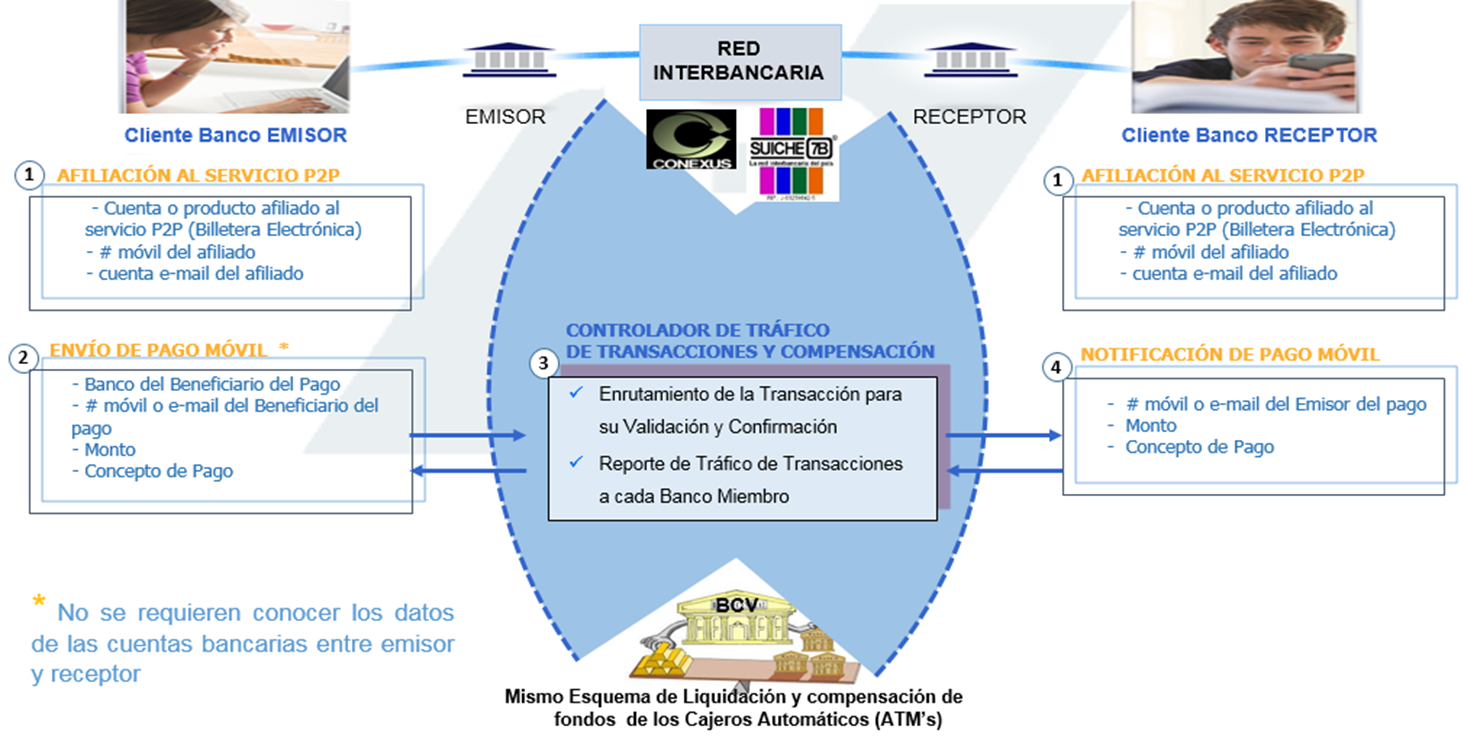 RED
INTERBANCARIA
EMISOR
RECEPTOR
CONEXUS
SUICHE 7B
La red interbancaria del país
Cliente Banco EMISOR
Cliente Banco RECEPTOR
1 AFILIACIÓN AL SERVICIO P2P
- Cuenta o producto afiliado al
servicio P2P (Billetera Electrónica)
- # móvil del afiliado
- cuenta e-mail del afiliado
1 AFILIACIÓN AL SERVICIO P2P
- Cuenta o producto afiliado al
servicio P2P (Billetera Electrónica)
- # móvil del afiliado
- cuenta e-mail del afiliado
2 ENVÍO DE PAGO MÓVIL *
- Banco del Beneficiario del Pago
- # móvil o e-mail del Beneficiario del
pago
- Monto
- Concepto de Pago
CONTROLADOR DE TRÁFICO
DE TRANSACCIONES Y COMPENSACIÓN
3
✓ Enrutamiento de la Transacción para
su Validación y Confirmación
✓ Reporte de Tráfico de Transacciones
a cada Banco Miembro
NOTIFICACIÓN DE PAGO MÓVIL
4
- # móvil o e-mail del Emisor del pago
- Monto
- Concepto de Pago
* No se requieren conocer los datos
de las cuentas bancarias entre emisor
y receptor
BCV
Mismo Esquema de Liquidación y compensación de
fondos de los Cajeros Automáticos (ATM's)